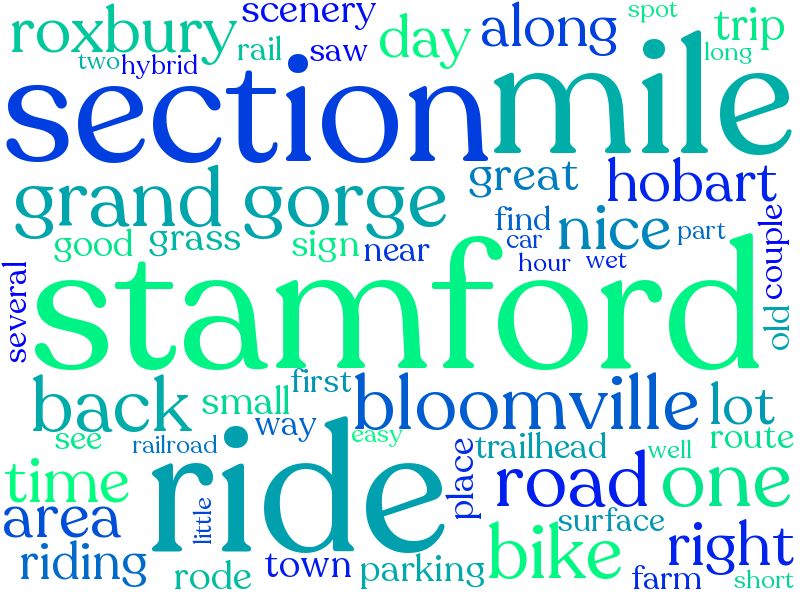 scenery
spot
roxbury
along
trip
day
two
hybrid
rail
saw
long
section
mile
grand gorge
great
hobart
find
nice
part
car
couple
good
grass
sign
near
hour
wet
several
stamford
old
first
back
small
bloomville
lot
way
easy
see
railroad
trailhead
well
route
time
ride
place
road
one
area
little
surface
bike
right
riding
rode
town
parking
farm
short